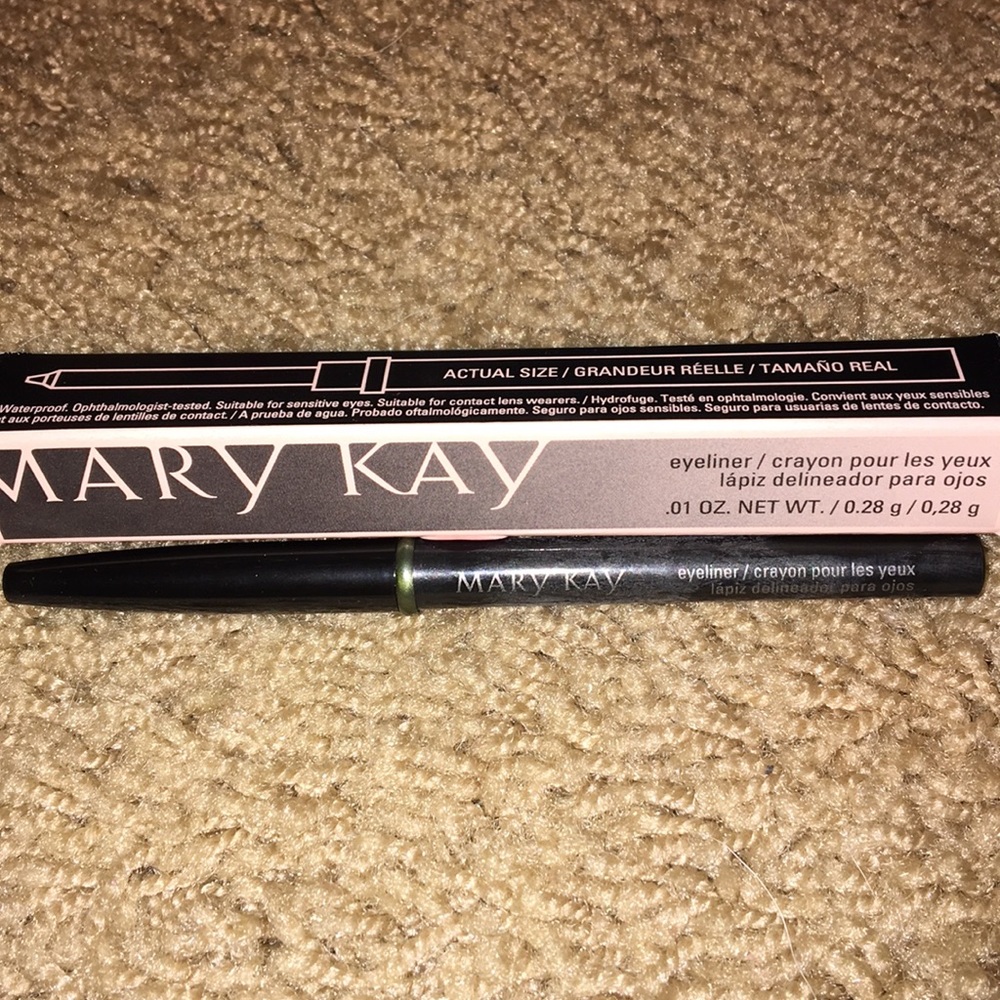 ACTUAL SIZE / GRANDEUR RÉELLE / TAMAÑO REAL
Waterproof. Ophthalmologist-tested. Suitable for sensitive eyes. Suitable for contact lens wearers. / Hydrofuge. Testé en ophtalmologie. Convient aux yeux sensibles
et aux porteuses de lentilles de contact. / A prueba de agua. Probado oftalmológicamente. Seguro para ojos sensibles. Seguro para usuarias de lentes de contacto.
MARY KAY
eyeliner / crayon pour les yeux
lápiz delineador para ojos
.01 OZ. NET WT. / 0.28 g / 0,28 g
MARY KAY
eyeliner / crayon pour les yeux
lápiz delineador para ojos